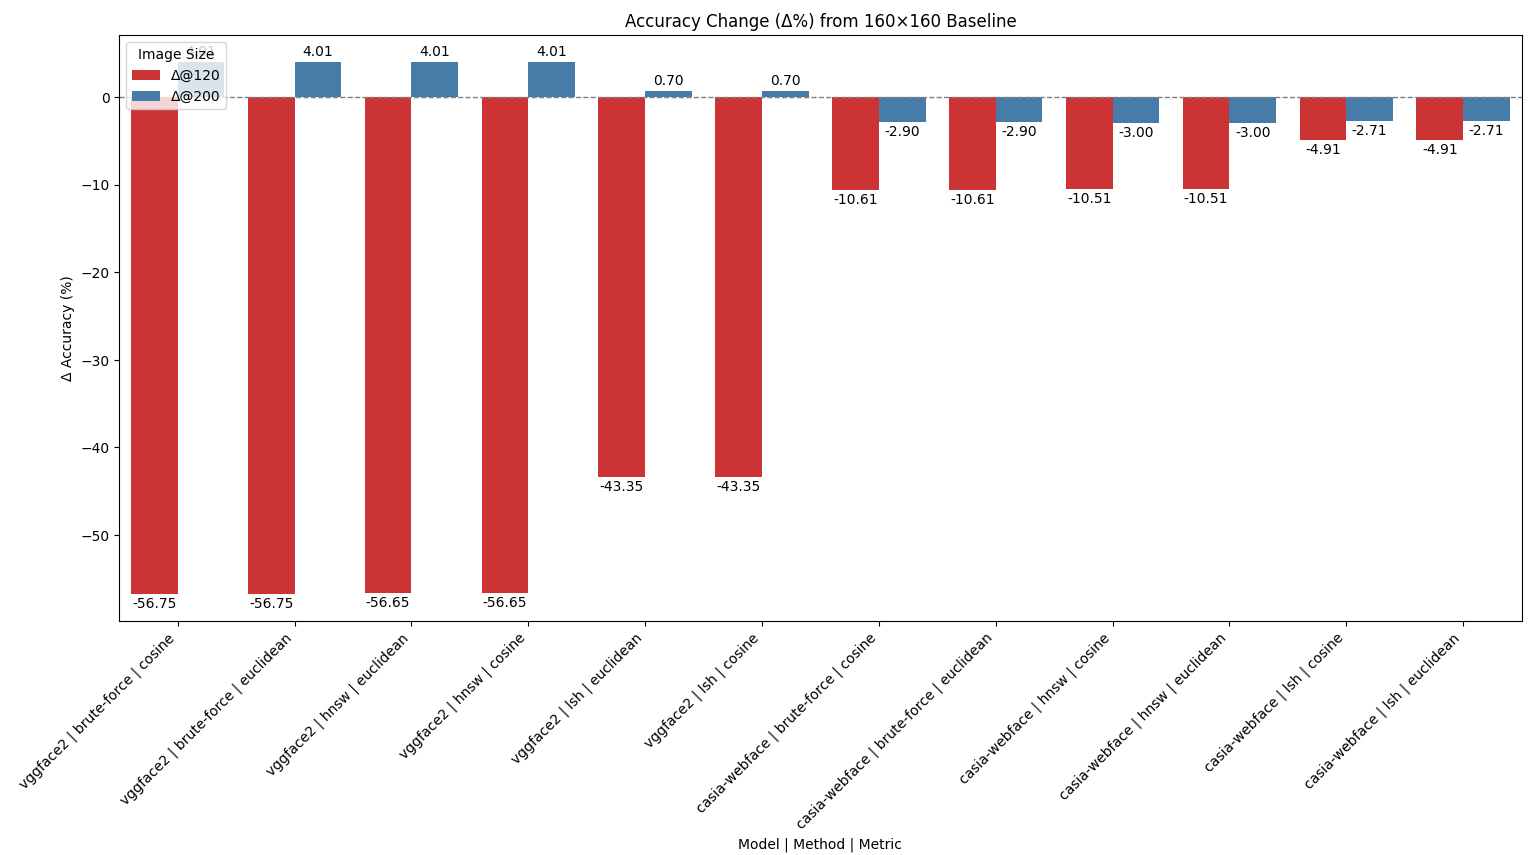 Accuracy Change (Δ%) from 160×160 Baseline
Image Size
Δ@120
Δ@200
4.01
4.01
4.01
4.01
0.70
0.70
-2.90
-2.90
-3.00
-3.00
-2.71
-2.71
-56.75
-56.75
-56.65
-56.65
-43.35
-43.35
-10.61
-10.61
-10.51
-10.51
-4.91
-4.91
0
−10
−20
−30
−40
−50
Δ Accuracy (%)
vggface2 | brute-force | cosine
vggface2 | brute-force | euclidean
vggface2 | hnsw | euclidean
vggface2 | hnsw | cosine
vggface2 | lsh | euclidean
vggface2 | lsh | cosine
casia-webface | brute-force | cosine
casia-webface | brute-force | euclidean
casia-webface | hnsw | cosine
casia-webface | hnsw | euclidean
casia-webface | lsh | cosine
casia-webface | lsh | euclidean
Model | Method | Metric